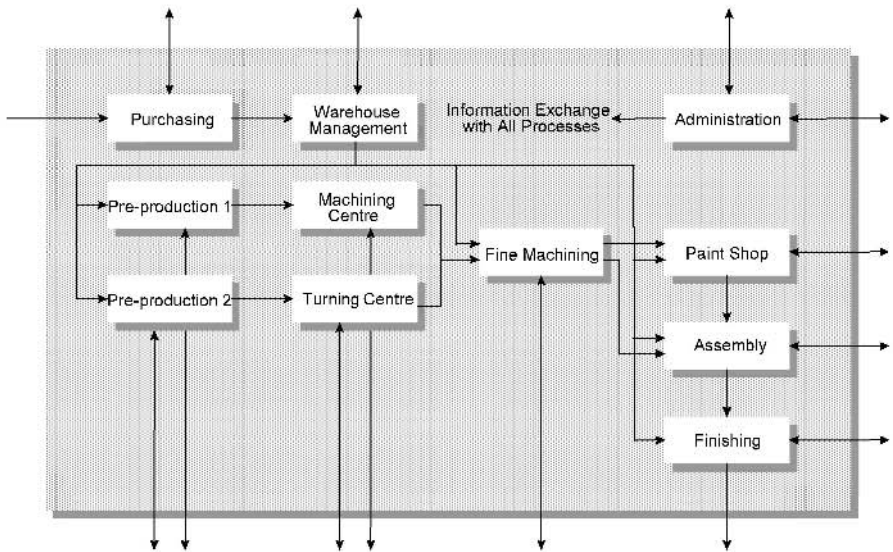 Purchasing
Warehouse
Management
Information Exchange
with All Processes
Administration
Pre-production 1
Machining
Centre
Fine Machining
Paint Shop
Pre-production 2
Turning Centre
Assembly
Finishing